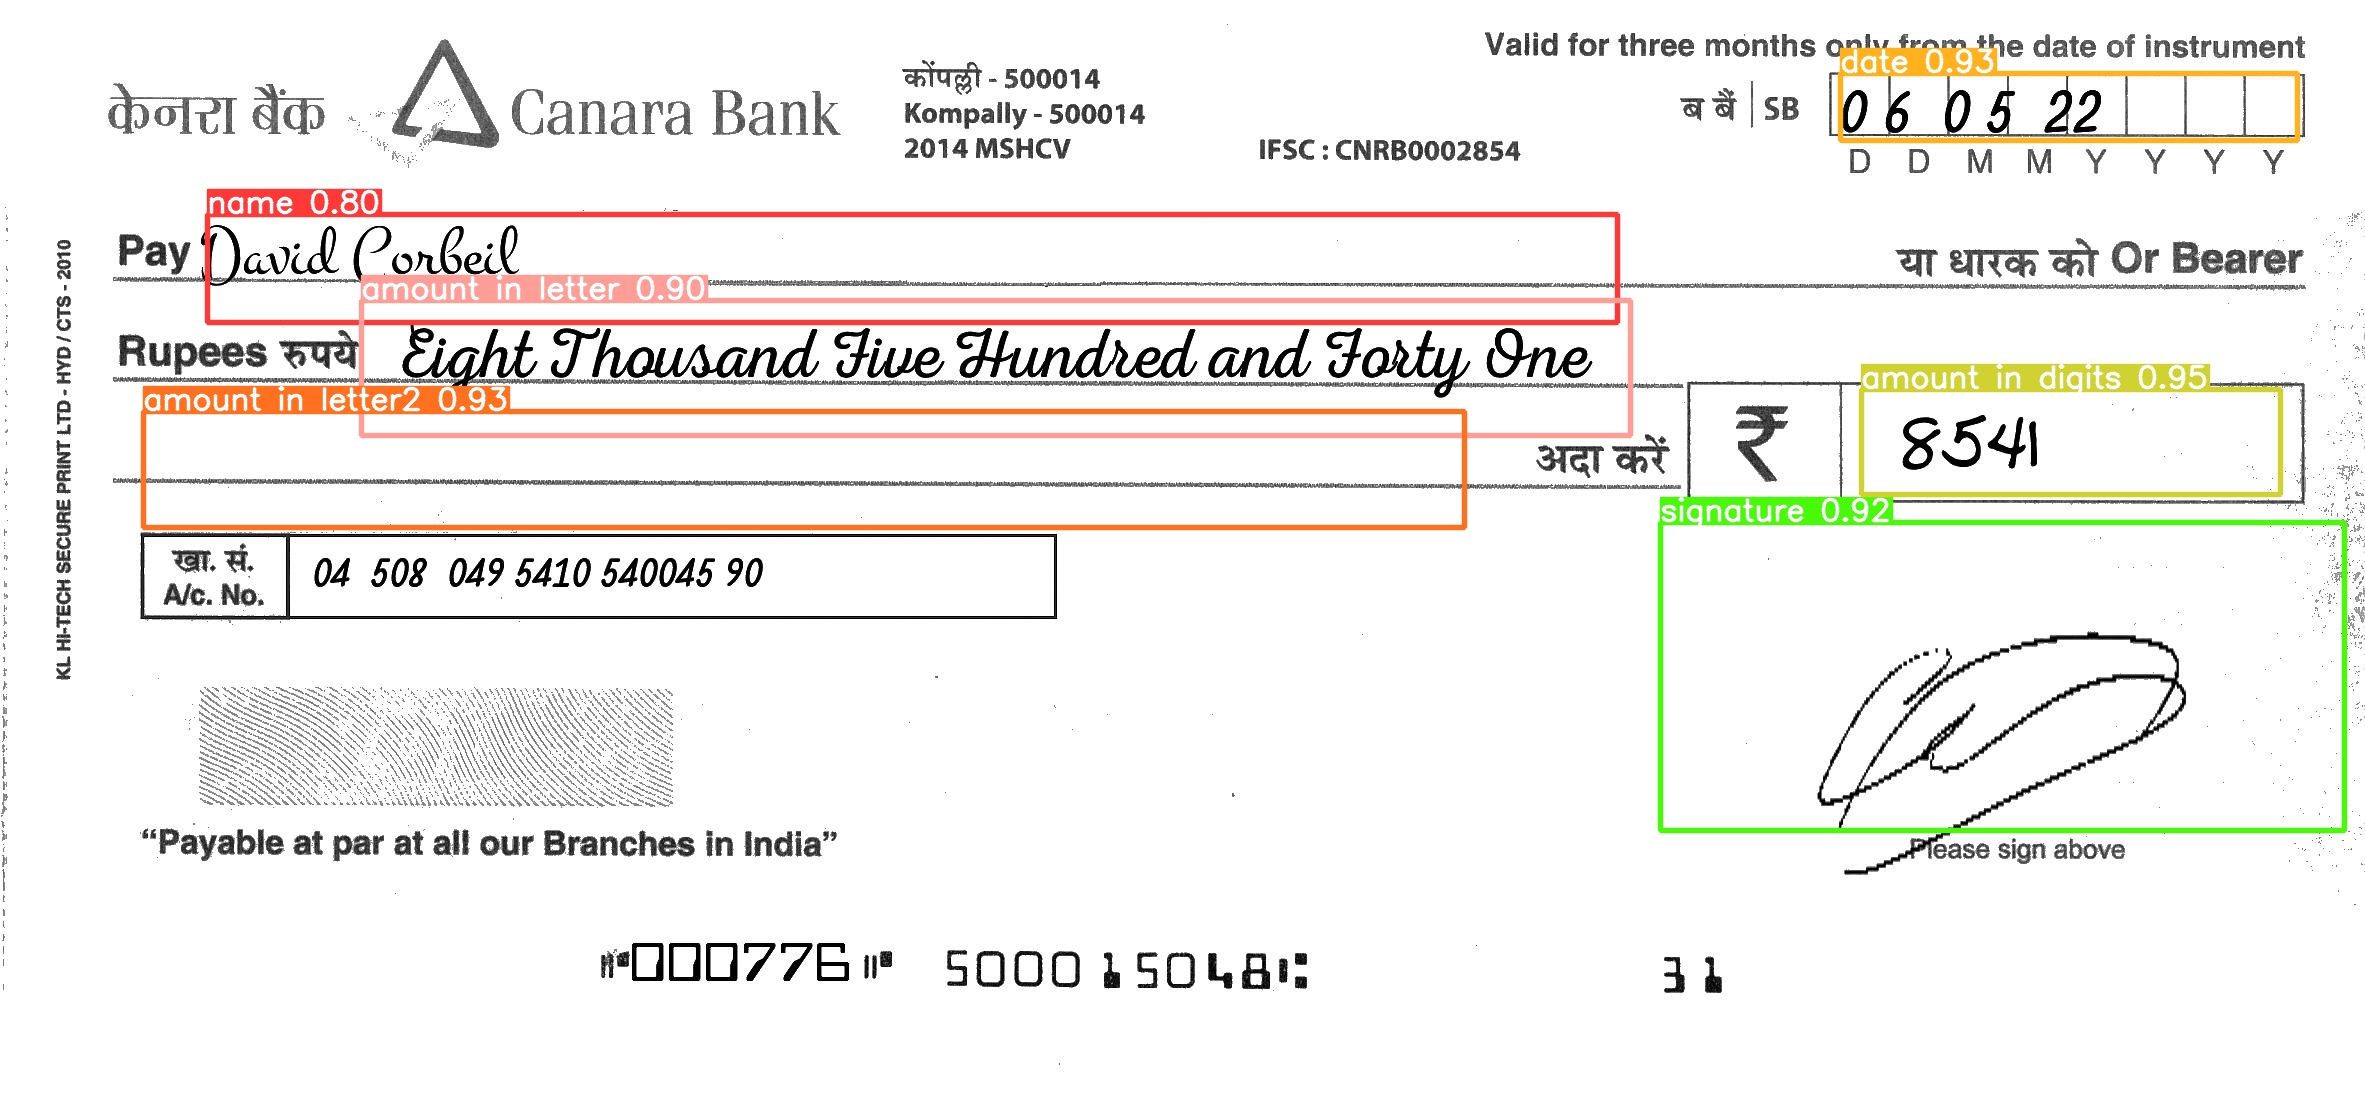 Valid for three months only from the date of instrument
केनरा बैंक Canara Bank
कोंपल्ली - 500014
Kompally - 500014
2014 MSHCV IFSC : CNRB0002854
date 0.93
ब बैं | SB 0 6 0 5 22
D D M M Y Y Y Y
name 0.80
Pay David Corbeil या धारक को Or Bearer
amount in letter 0.90
Rupees रुपये Eight Thousand Five Hundred and Forty One
amount in digits 0.95
amount in letter2 0.93
अदा करें ₹ 8541
signature 0.92
खा. सं.
A/c. No. 04 508 049 5410 540045 90
KL HI-TECH SECURE PRINT LTD - HYD / CTS - 2010
"Payable at par at all our Branches in India"
Please sign above
⑈000776⑈ 500015048⑆ 31